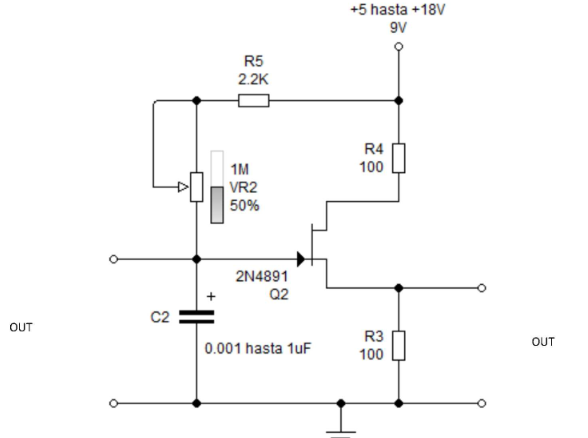 +5 hasta +18V
9V
R5
2.2K
R4
100
1M
VR2
50%
2N4891
Q2
+
C2
0.001 hasta 1uF
OUT
R3
100
OUT